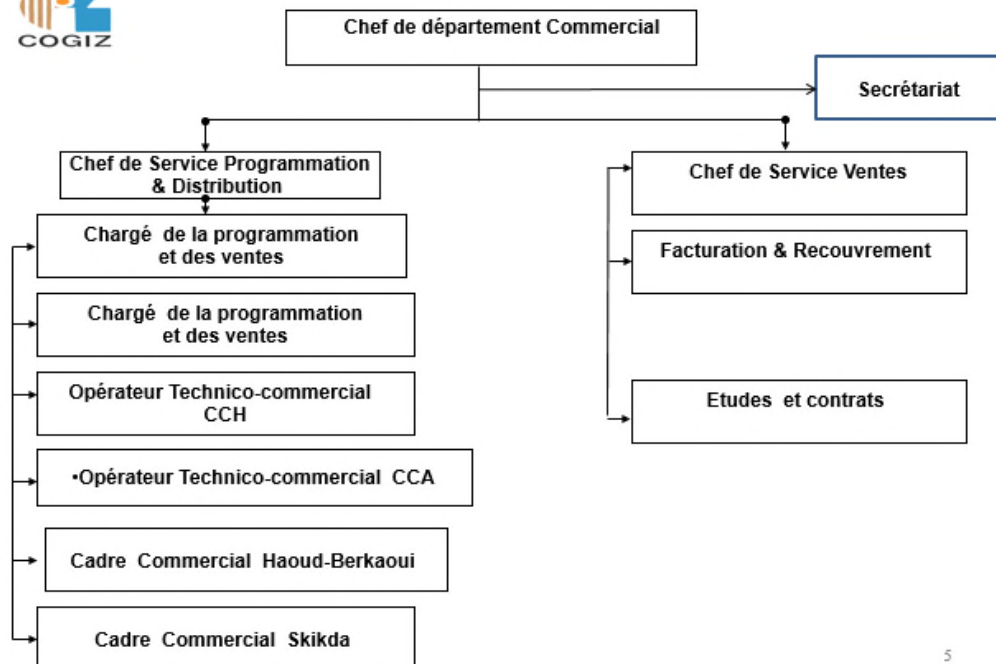 COGIZ
Chef de département Commercial
Secrétariat
Chef de Service Programmation
& Distribution
Chargé de la programmation
et des ventes
Chargé de la programmation
et des ventes
Opérateur Technico-commercial
CCH
•Opérateur Technico-commercial CCA
Cadre Commercial Haoud-Berkaoui
Cadre Commercial Skikda
Chef de Service Ventes
Facturation & Recouvrement
Etudes et contrats
5